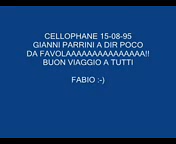 CELLOPHANE 15-08-95
GIANNI PARRINI A DIR POCO
DA FAVOLAAAAAAAAAAAAAAA!!
BUON VIAGGIO A TUTTI
FABIO :-)